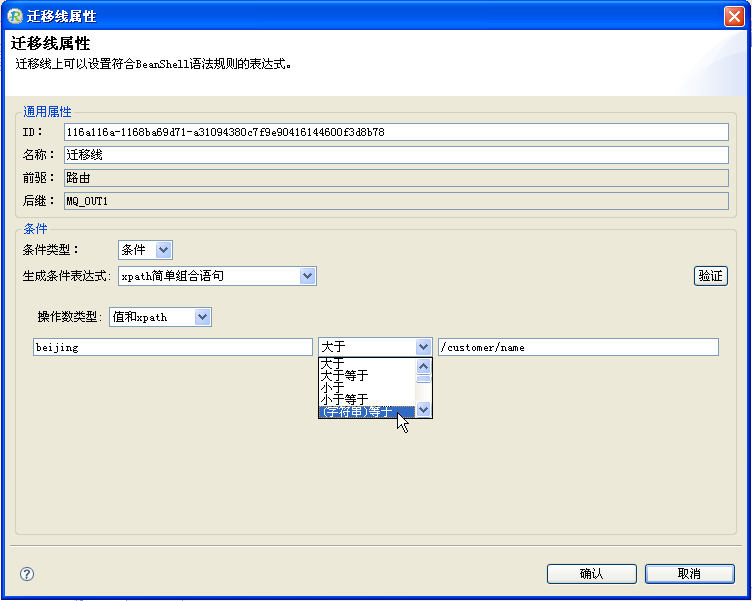 迁移线属性
迁移线属性
迁移线上可以设置符合BeanShell语法规则的表达式。
通用属性
ID： 116a116a-1168ba69d71-a31094380c7f9e90416144600f3d8b78
名称： 迁移线
前驱： 路由
后继： MQ_OUT1
条件
条件类型： 条件
生成条件表达式: xpath简单组合语句 验证
操作数类型: 值和xpath
beijing 大于 /customer/name
大于
大于等于
小于
小于等于
(字符串)等于
确认 取消